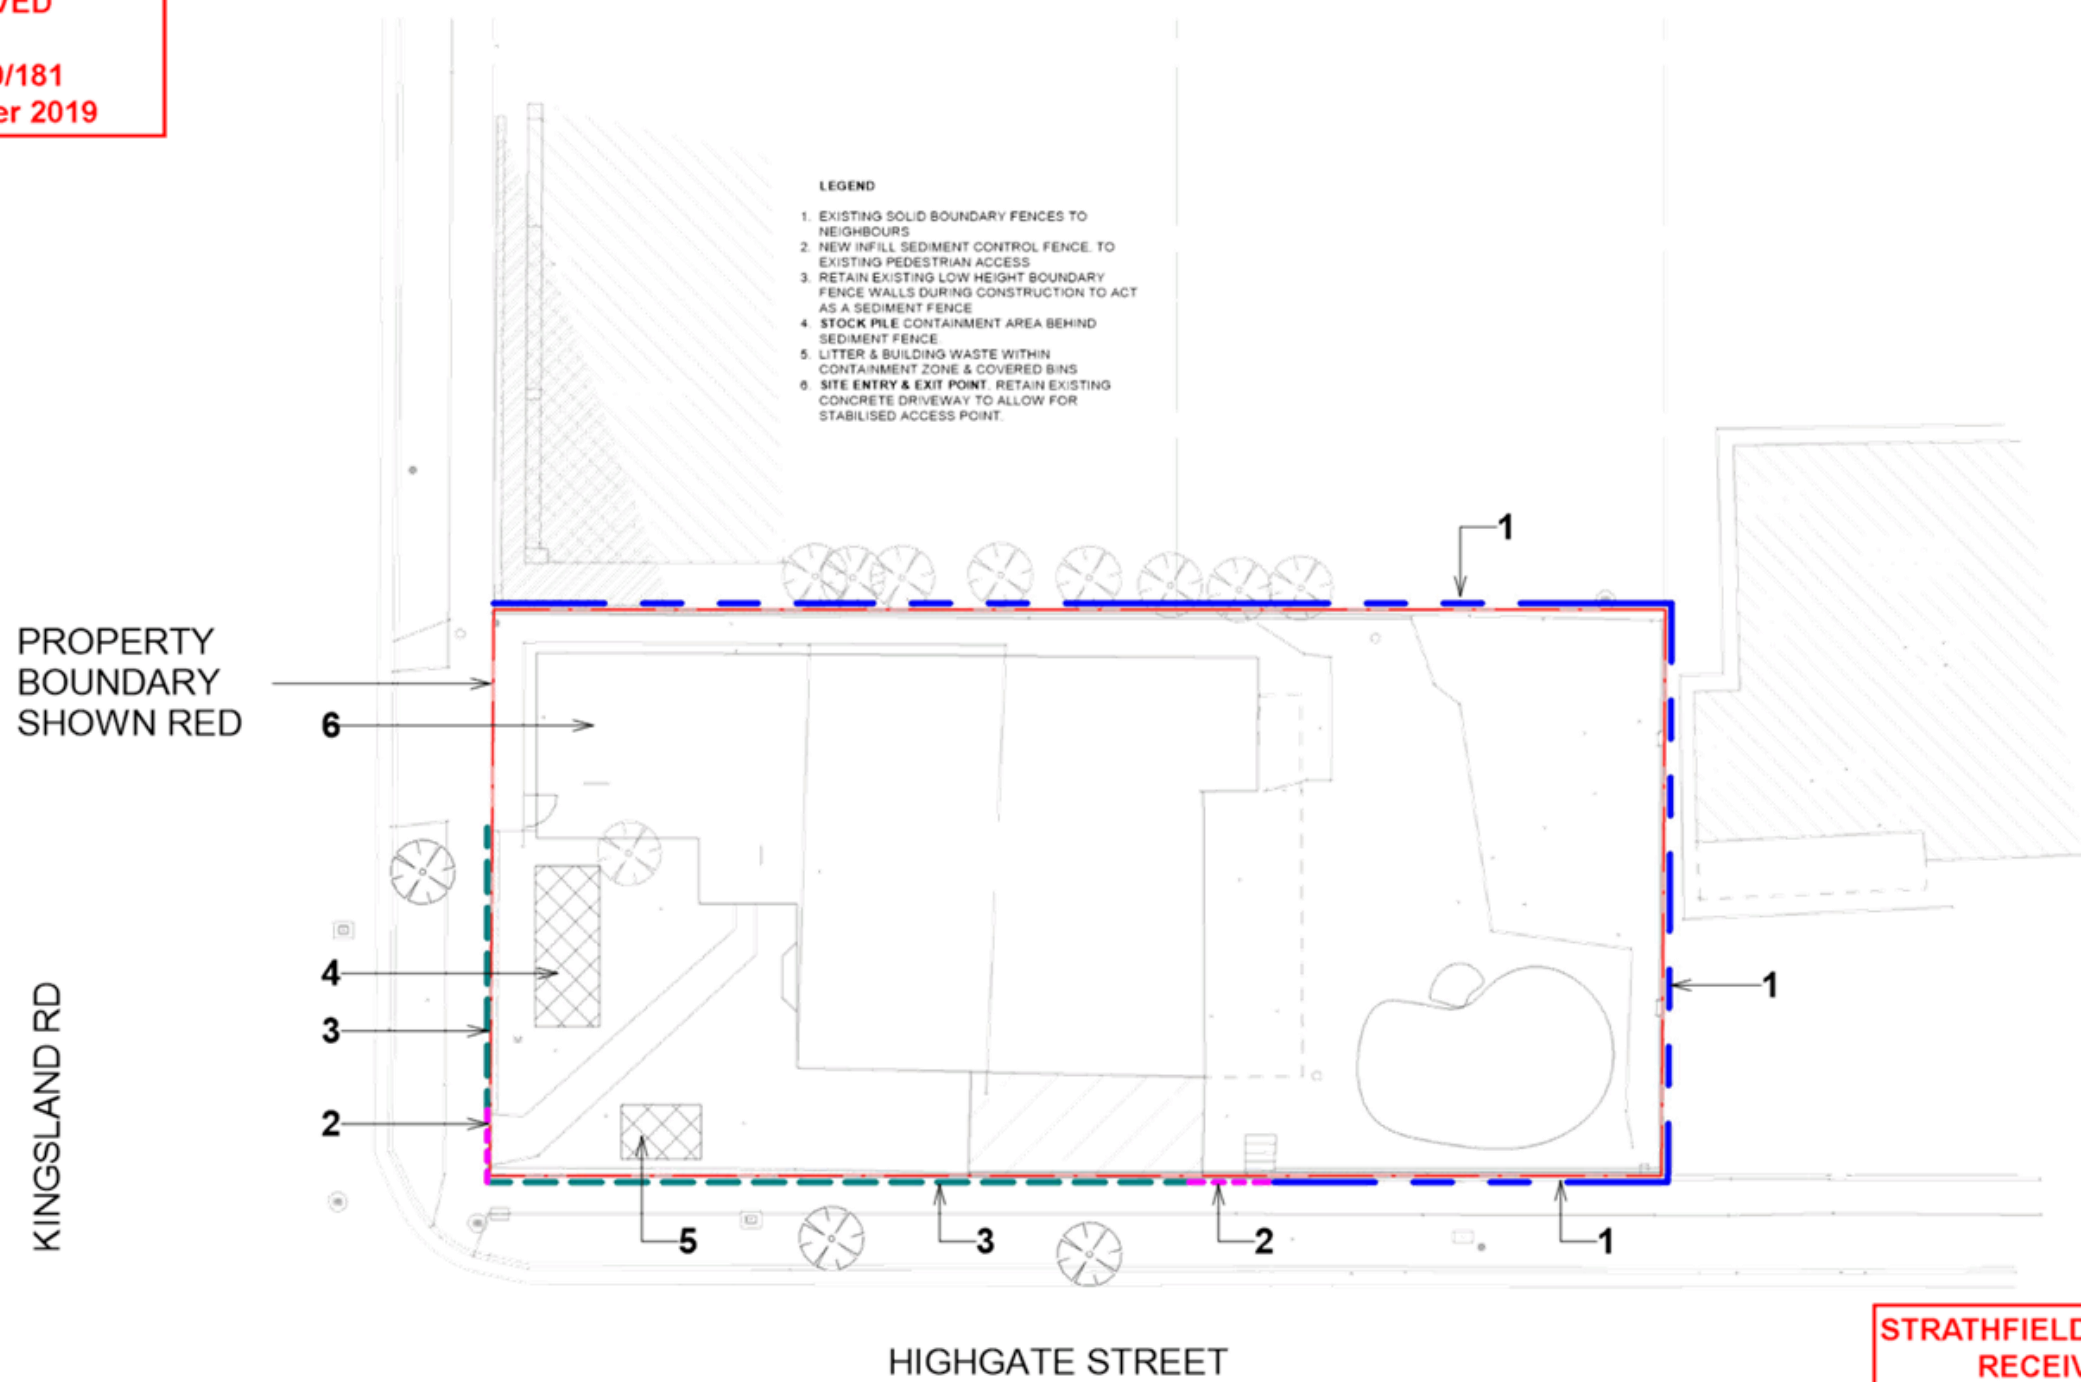 0/181
er 2019
LEGEND
1. EXISTING SOLID BOUNDARY FENCES TO
NEIGHBOURS
2. NEW INFILL SEDIMENT CONTROL FENCE. TO
EXISTING PEDESTRIAN ACCESS
3. RETAIN EXISTING LOW HEIGHT BOUNDARY
FENCE WALLS DURING CONSTRUCTION TO ACT
AS A SEDIMENT FENCE
4. STOCK PILE CONTAINMENT AREA BEHIND
SEDIMENT FENCE.
5. LITTER & BUILDING WASTE WITHIN
CONTAINMENT ZONE & COVERED BINS
6. SITE ENTRY & EXIT POINT. RETAIN EXISTING
CONCRETE DRIVEWAY TO ALLOW FOR
STABILISED ACCESS POINT.
1
PROPERTY
BOUNDARY
SHOWN RED
6
4
3
2
1
KINGSLAND RD
5
3
2
1
HIGHGATE STREET
STRATHFIELD
RECEIV